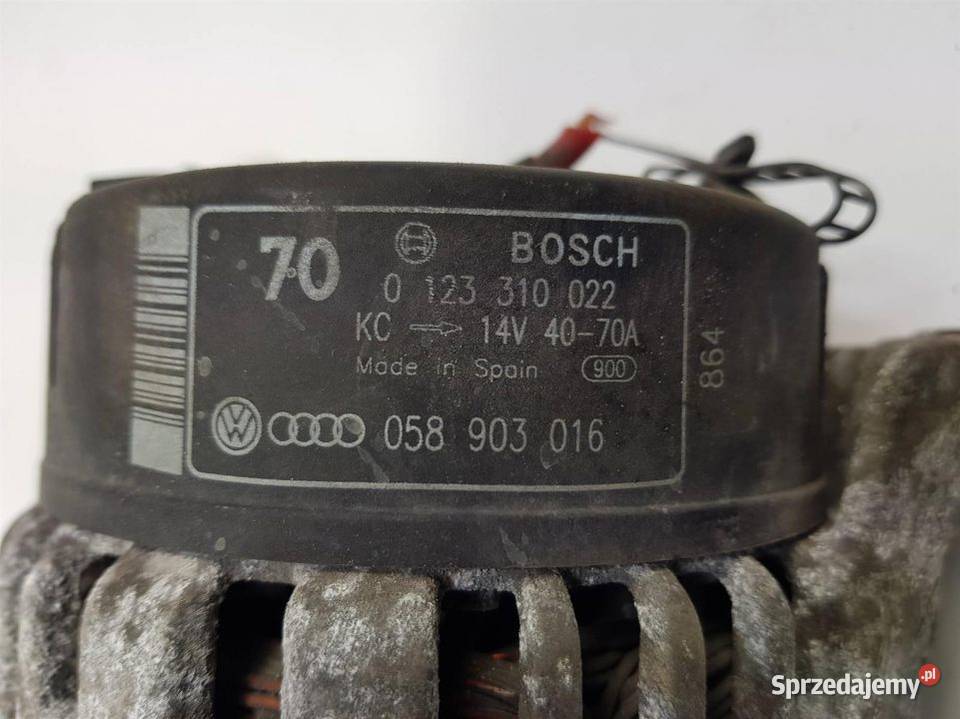 70 BOSCH
0 123 310 022
KC → 14V 40-70A
Made in Spain 900
058 903 016
864
Sprzedajemy.pl